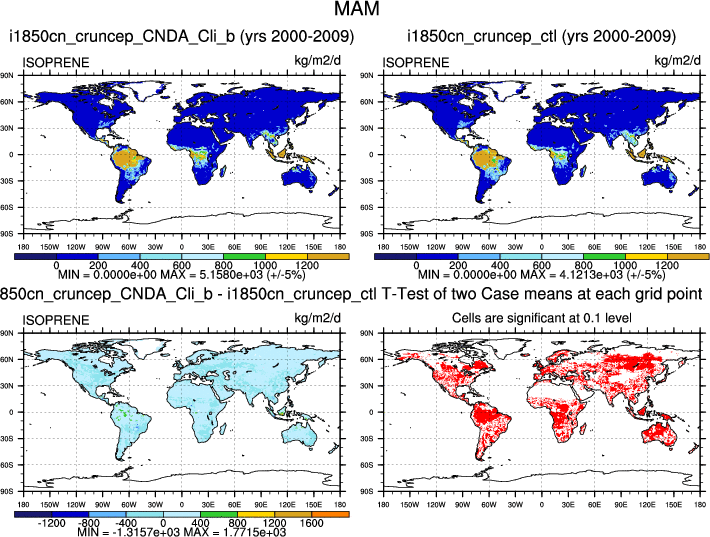 MAM
i1850cn_cruncep_CNDA_Cli_b (yrs 2000-2009)
i1850cn_cruncep_ctl (yrs 2000-2009)
ISOPRENE kg/m2/d
ISOPRENE kg/m2/d
90N
60N
30N
0
30S
60S
90S
180 150W 120W 90W 60W 30W 0 30E 60E 90E 120E 150E 180
0 200 400 600 800 1000 1200
MIN = 0.0000e+00 MAX = 5.1580e+03 (+/-5%)
90N
60N
30N
0
30S
60S
90S
180 150W 120W 90W 60W 30W 0 30E 60E 90E 120E 150E 180
0 200 400 600 800 1000 1200
MIN = 0.0000e+00 MAX = 4.1213e+03 (+/-5%)
850cn_cruncep_CNDA_Cli_b - i1850cn_cruncep_ctl T-Test of two Case means at each grid point
ISOPRENE kg/m2/d
Cells are significant at 0.1 level
90N
60N
30N
0
30S
60S
90S
180 150W 120W 90W 60W 30W 0 30E 60E 90E 120E 150E 180
-1200 -800 -400 0 400 800 1200 1600
MIN = -1.3157e+03 MAX = 1.7715e+03
90N
60N
30N
0
30S
60S
90S
180 150W 120W 90W 60W 30W 0 30E 60E 90E 120E 150E 180